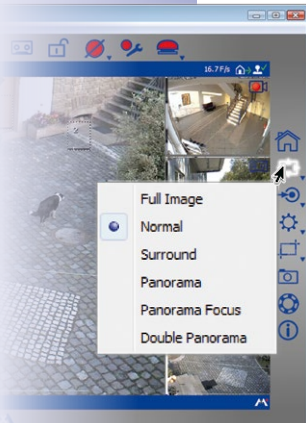 16.7 F/s
Full Image
Normal
Surround
Panorama
Panorama Focus
Double Panorama